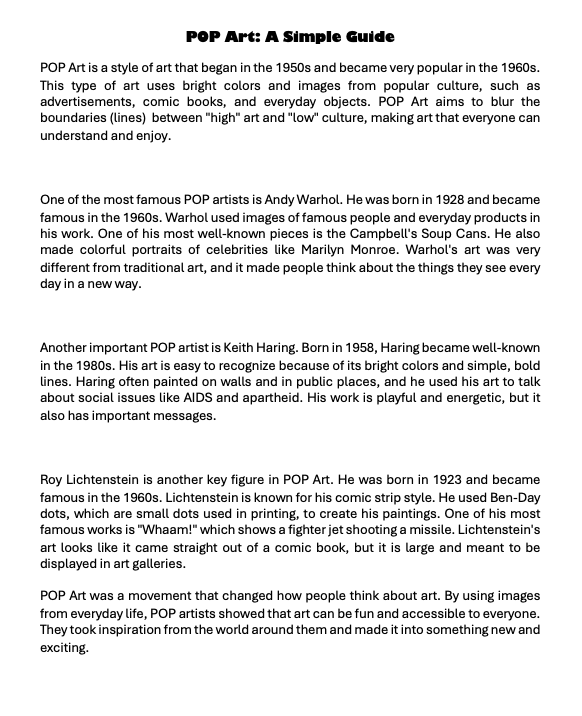 POP Art: A Simple Guide
POP Art is a style of art that began in the 1950s and became very popular in the 1960s.
This type of art uses bright colors and images from popular culture, such as
advertisements, comic books, and everyday objects. POP Art aims to blur the
boundaries (lines) between "high" art and "low" culture, making art that everyone can
understand and enjoy.
One of the most famous POP artists is Andy Warhol. He was born in 1928 and became
famous in the 1960s. Warhol used images of famous people and everyday products in
his work. One of his most well-known pieces is the Campbell's Soup Cans. He also
made colorful portraits of celebrities like Marilyn Monroe. Warhol's art was very
different from traditional art, and it made people think about the things they see every
day in a new way.
Another important POP artist is Keith Haring. Born in 1958, Haring became well-known
in the 1980s. His art is easy to recognize because of its bright colors and simple, bold
lines. Haring often painted on walls and in public places, and he used his art to talk
about social issues like AIDS and apartheid. His work is playful and energetic, but it
also has important messages.
Roy Lichtenstein is another key figure in POP Art. He was born in 1923 and became
famous in the 1960s. Lichtenstein is known for his comic strip style. He used Ben-Day
dots, which are small dots used in printing, to create his paintings. One of his most
famous works is "Whaam!" which shows a fighter jet shooting a missile. Lichtenstein's
art looks like it came straight out of a comic book, but it is large and meant to be
displayed in art galleries.
POP Art was a movement that changed how people think about art. By using images
from everyday life, POP artists showed that art can be fun and accessible to everyone.
They took inspiration from the world around them and made it into something new and
exciting.